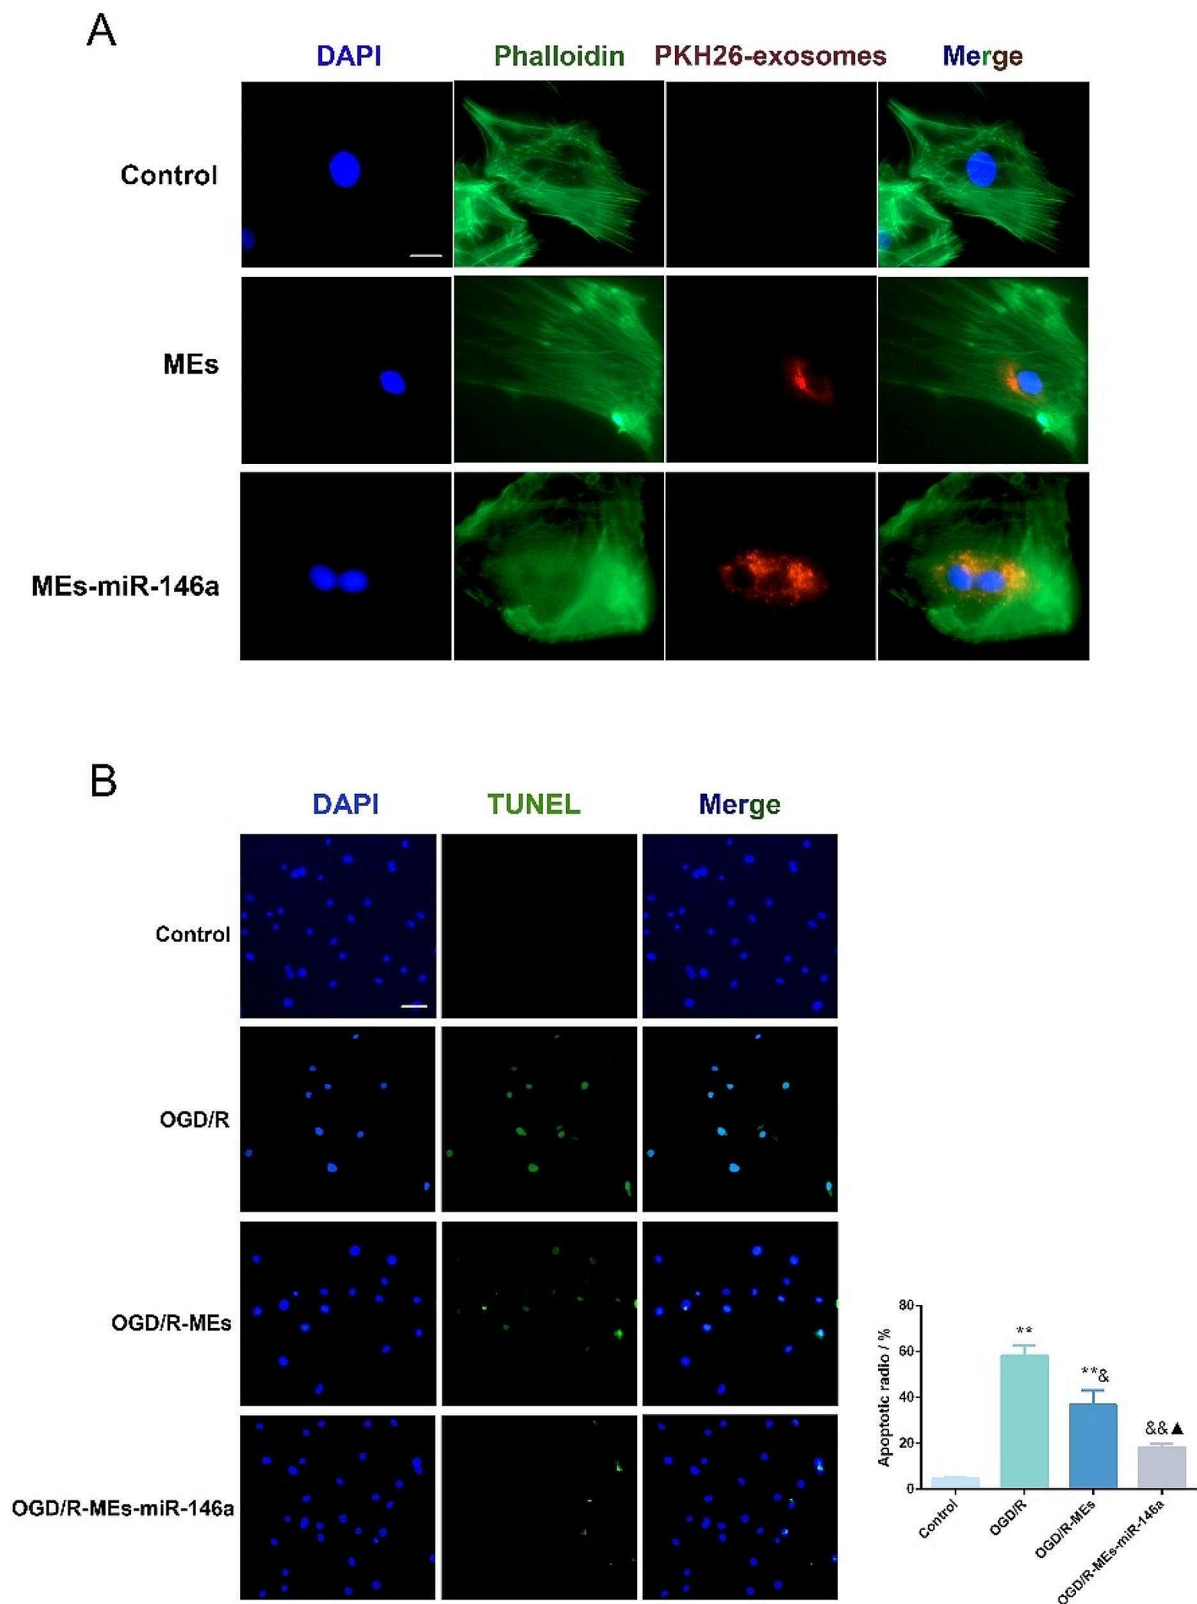 A
DAPI Phalloidin PKH26-exosomes Merge
Control
MEs
MEs-miR-146a
B
DAPI TUNEL Merge
Control
OGD/R
OGD/R-MEs
OGD/R-MEs-miR-146a
Apoptotic radio / %
80
60
40
20
0
**
**&
&&▲
Control
OGD/R
OGD/R-MEs
OGD/R-MEs-miR-146a